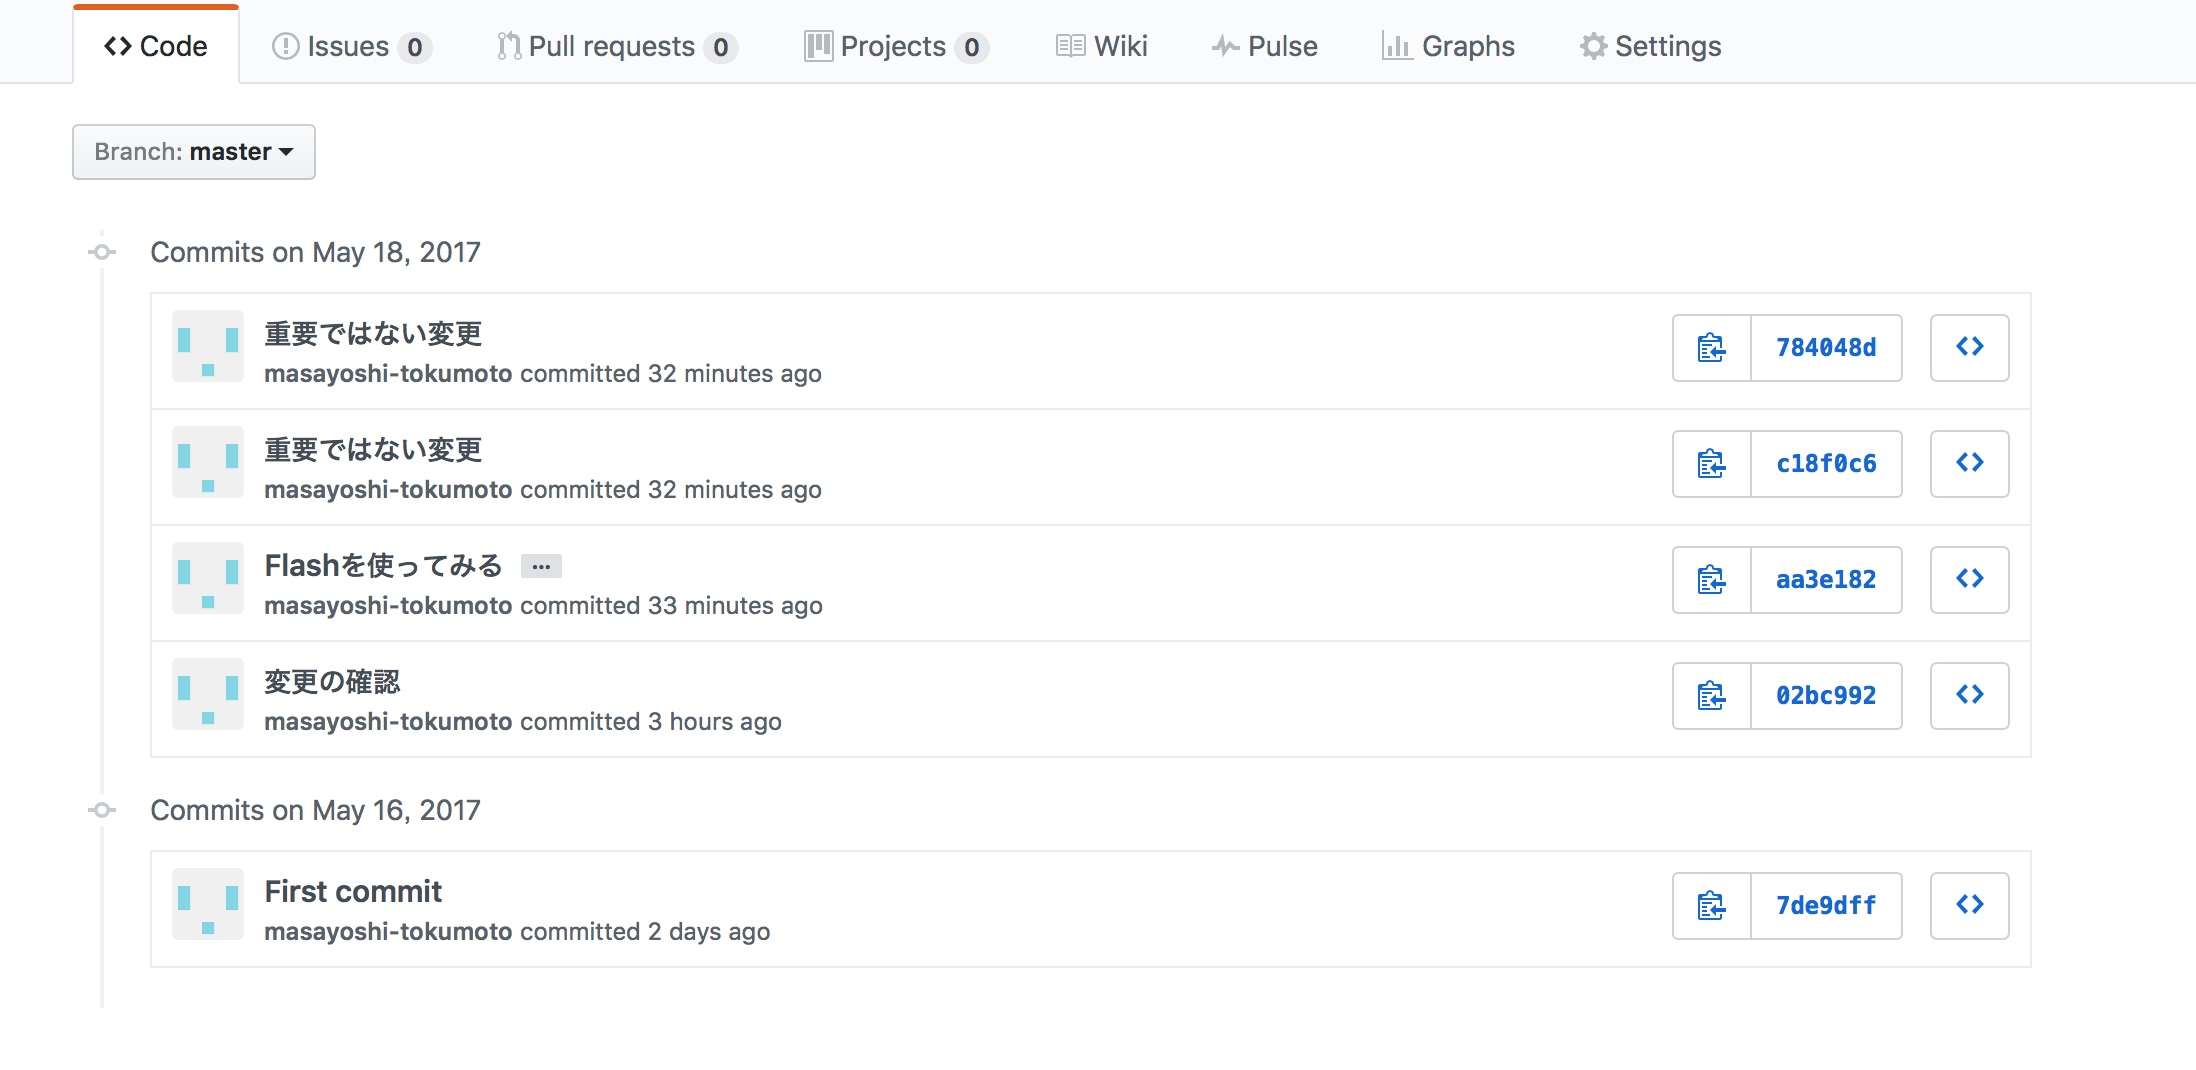 Code Issues 0 Pull requests 0 Projects 0 Wiki Pulse Graphs Settings
Branch: master
Commits on May 18, 2017
重要ではない変更
masayoshi-tokumoto committed 32 minutes ago
784048d
重要ではない変更
masayoshi-tokumoto committed 32 minutes ago
c18f0c6
Flashを使ってみる …
masayoshi-tokumoto committed 33 minutes ago
aa3e182
変更の確認
masayoshi-tokumoto committed 3 hours ago
02bc992
Commits on May 16, 2017
First commit
masayoshi-tokumoto committed 2 days ago
7de9dff